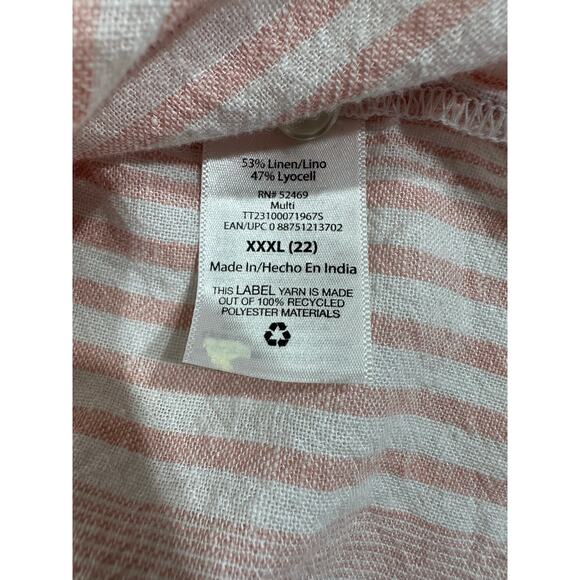 53% Linen/Lino
47% Lyocell
RN# 52469
Multi
TT23100071967S
EAN/UPC 0 88751213702
XXXL (22)
Made In/Hecho En India
THIS LABEL YARN IS MADE
OUT OF 100% RECYCLED
POLYESTER MATERIALS